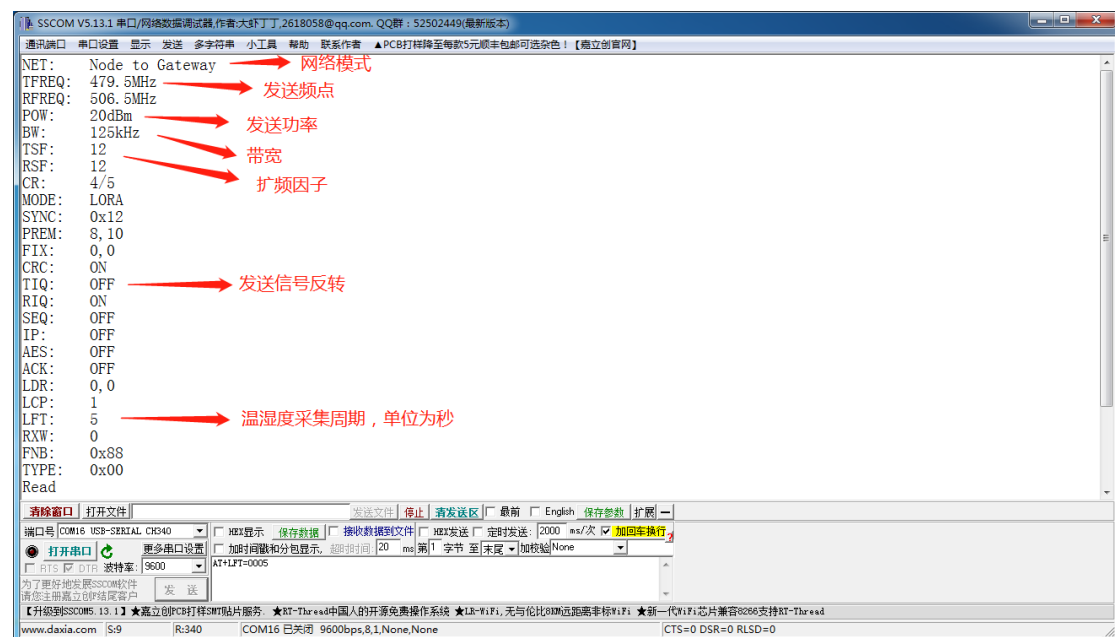 SSCOM V5.13.1 串口/网络数据调试器,作者:大虾丁丁,2618058@qq.com. QQ群：52502449(最新版本)
通讯端口 串口设置 显示 发送 多字符串 小工具 帮助 联系作者 ▲PCB打样降至每款5元顺丰包邮可选杂色！【嘉立创官网】
NET: Node to Gateway 网络模式
TFREQ: 479.5MHz 发送频点
RFREQ: 506.5MHz
POW: 20dBm 发送功率
BW: 125kHz 带宽
TSF: 12 扩频因子
RSF: 12
CR: 4/5
MODE: LORA
SYNC: 0x12
PREM: 8,10
FIX: 0,0
CRC: ON
TIQ: OFF 发送信号反转
RIQ: ON
SEQ: OFF
IP: OFF
AES: OFF
ACK: OFF
LDR: 0,0
LCP: 1
LFT: 5 温湿度采集周期，单位为秒
RXW: 0
FNB: 0x88
TYPE: 0x00
Read
清除窗口 打开文件 发送文件 停止 清发送区 最前 English 保存参数 扩展 —
端口号 COM16 USB-SERIAL CH340 HEX显示 保存数据 接收数据到文件 HEX发送 定时发送: 2000 ms/次 加回车换行
打开串口 更多串口设置 加时间戳和分包显示, 超时时间: 20 ms 第1 字节 至 末尾 加校验 None
RTS DTR 波特率: 9600 AT+LFT=0005
为了更好地发展SSCOM软件
请您注册嘉立创F结尾客户 发 送
【升级到SSCOM5.13.1】★嘉立创PCB打样SMT贴片服务. ★RT-Thread中国人的开源免费操作系统 ★LR-WiFi,无与伦比8KM远距离非标WiFi ★新一代WiFi芯片兼容8266支持RT-Thread
www.daxia.com S:9 R:340 COM16 已关闭 9600bps,8,1,None,None CTS=0 DSR=0 RLSD=0